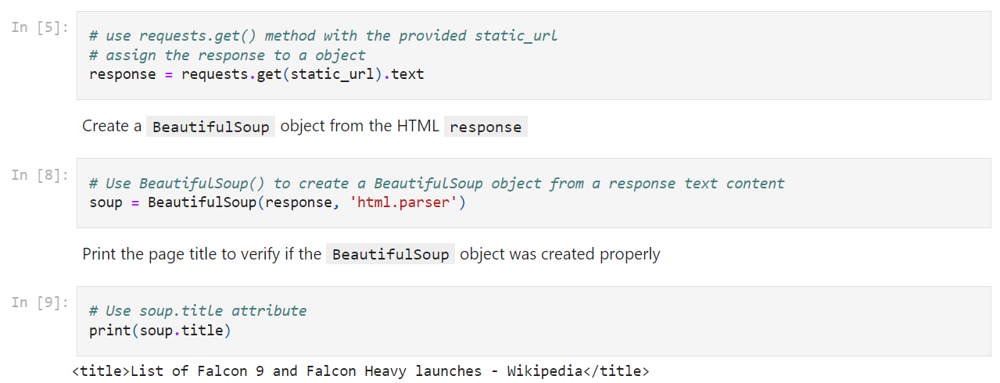 In [5]:
# use requests.get() method with the provided static_url
# assign the response to a object
response = requests.get(static_url).text
Create a BeautifulSoup object from the HTML response
In [8]:
# Use BeautifulSoup() to create a BeautifulSoup object from a response text content
soup = BeautifulSoup(response, 'html.parser')
Print the page title to verify if the BeautifulSoup object was created properly
In [9]:
# Use soup.title attribute
print(soup.title)
<title>List of Falcon 9 and Falcon Heavy launches - Wikipedia</title>